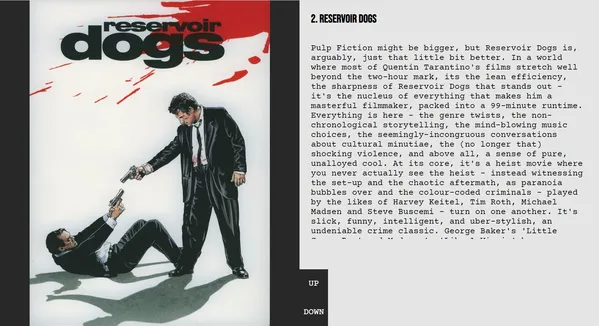 reservoir
dogs
2. RESERVOIR DOGS
Pulp Fiction might be bigger, but Reservoir Dogs is,
arguably, just that little bit better. In a world
where most of Quentin Tarantino's films stretch well
beyond the two-hour mark, its the lean efficiency,
the sharpness of Reservoir Dogs that stands out –
it's the nucleus of everything that makes him a
masterful filmmaker, packed into a 99-minute runtime.
Everything is here – the genre twists, the non-
chronological storytelling, the mind-blowing music
choices, the seemingly-incongruous conversations
about cultural minutiae, the (no longer that)
shocking violence, and above all, a sense of pure,
unalloyed cool. At its core, it's a heist movie where
you never actually see the heist – instead witnessing
the set-up and the chaotic aftermath, as paranoia
bubbles over and the colour-coded criminals – played
by the likes of Harvey Keitel, Tim Roth, Michael
Madsen and Steve Buscemi – turn on one another. It's
slick, funny, intelligent, and uber-stylish, an
undeniable crime classic. George Baker's 'Little
UP
DOWN